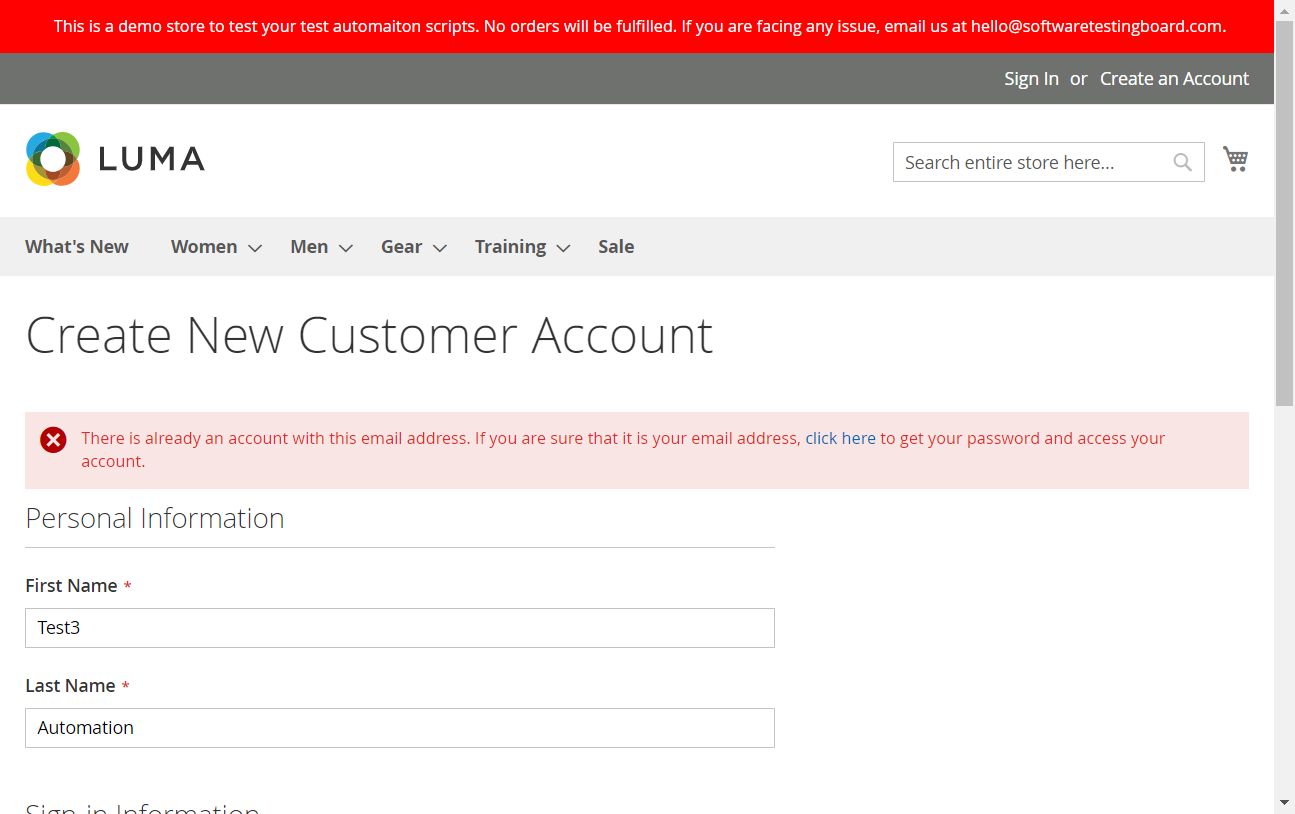 This is a demo store to test your test automaiton scripts. No orders will be fulfilled. If you are facing any issue, email us at hello@softwaretestingboard.com.
Sign In or Create an Account
LUMA
Search entire store here...
What's New Women Men Gear Training Sale
Create New Customer Account
There is already an account with this email address. If you are sure that it is your email address, click here to get your password and access your
account.
Personal Information
First Name *
Test3
Last Name *
Automation
Sign-in Information